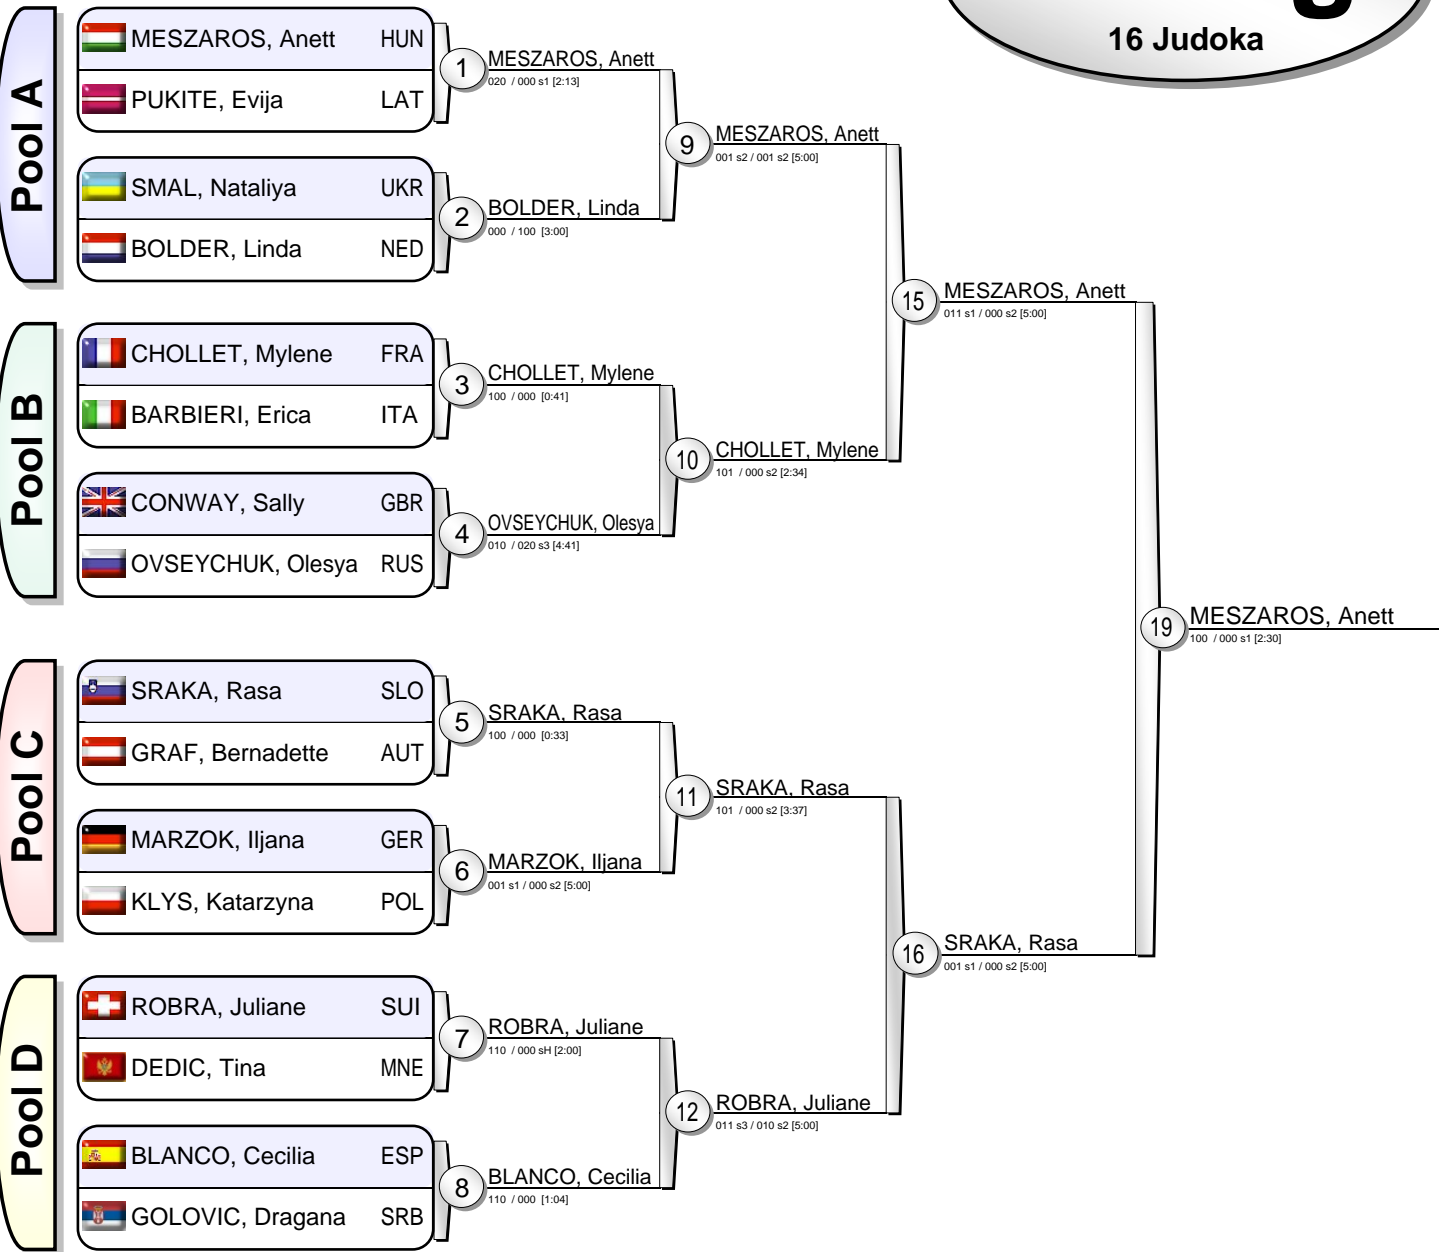 16 Judoka
Pool A
MESZAROS, Anett HUN
PUKITE, Evija LAT
SMAL, Nataliya UKR
BOLDER, Linda NED
Pool B
CHOLLET, Mylene FRA
BARBIERI, Erica ITA
CONWAY, Sally GBR
OVSEYCHUK, Olesya RUS
Pool C
SRAKA, Rasa SLO
GRAF, Bernadette AUT
MARZOK, Iljana GER
KLYS, Katarzyna POL
Pool D
ROBRA, Juliane SUI
DEDIC, Tina MNE
BLANCO, Cecilia ESP
GOLOVIC, Dragana SRB
1 MESZAROS, Anett
020 / 000 s1 [2:13]
2 BOLDER, Linda
000 / 100 [3:00]
3 CHOLLET, Mylene
100 / 000 [0:41]
4 OVSEYCHUK, Olesya
010 / 020 s3 [4:41]
5 SRAKA, Rasa
100 / 000 [0:33]
6 MARZOK, Iljana
001 s1 / 000 s2 [5:00]
7 ROBRA, Juliane
110 / 000 sH [2:00]
8 BLANCO, Cecilia
110 / 000 [1:04]
9 MESZAROS, Anett
001 s2 / 001 s2 [5:00]
10 CHOLLET, Mylene
101 / 000 s2 [2:34]
11 SRAKA, Rasa
101 / 000 s2 [3:37]
12 ROBRA, Juliane
011 s3 / 010 s2 [5:00]
15 MESZAROS, Anett
011 s1 / 000 s2 [5:00]
16 SRAKA, Rasa
001 s1 / 000 s2 [5:00]
19 MESZAROS, Anett
100 / 000 s1 [2:30]